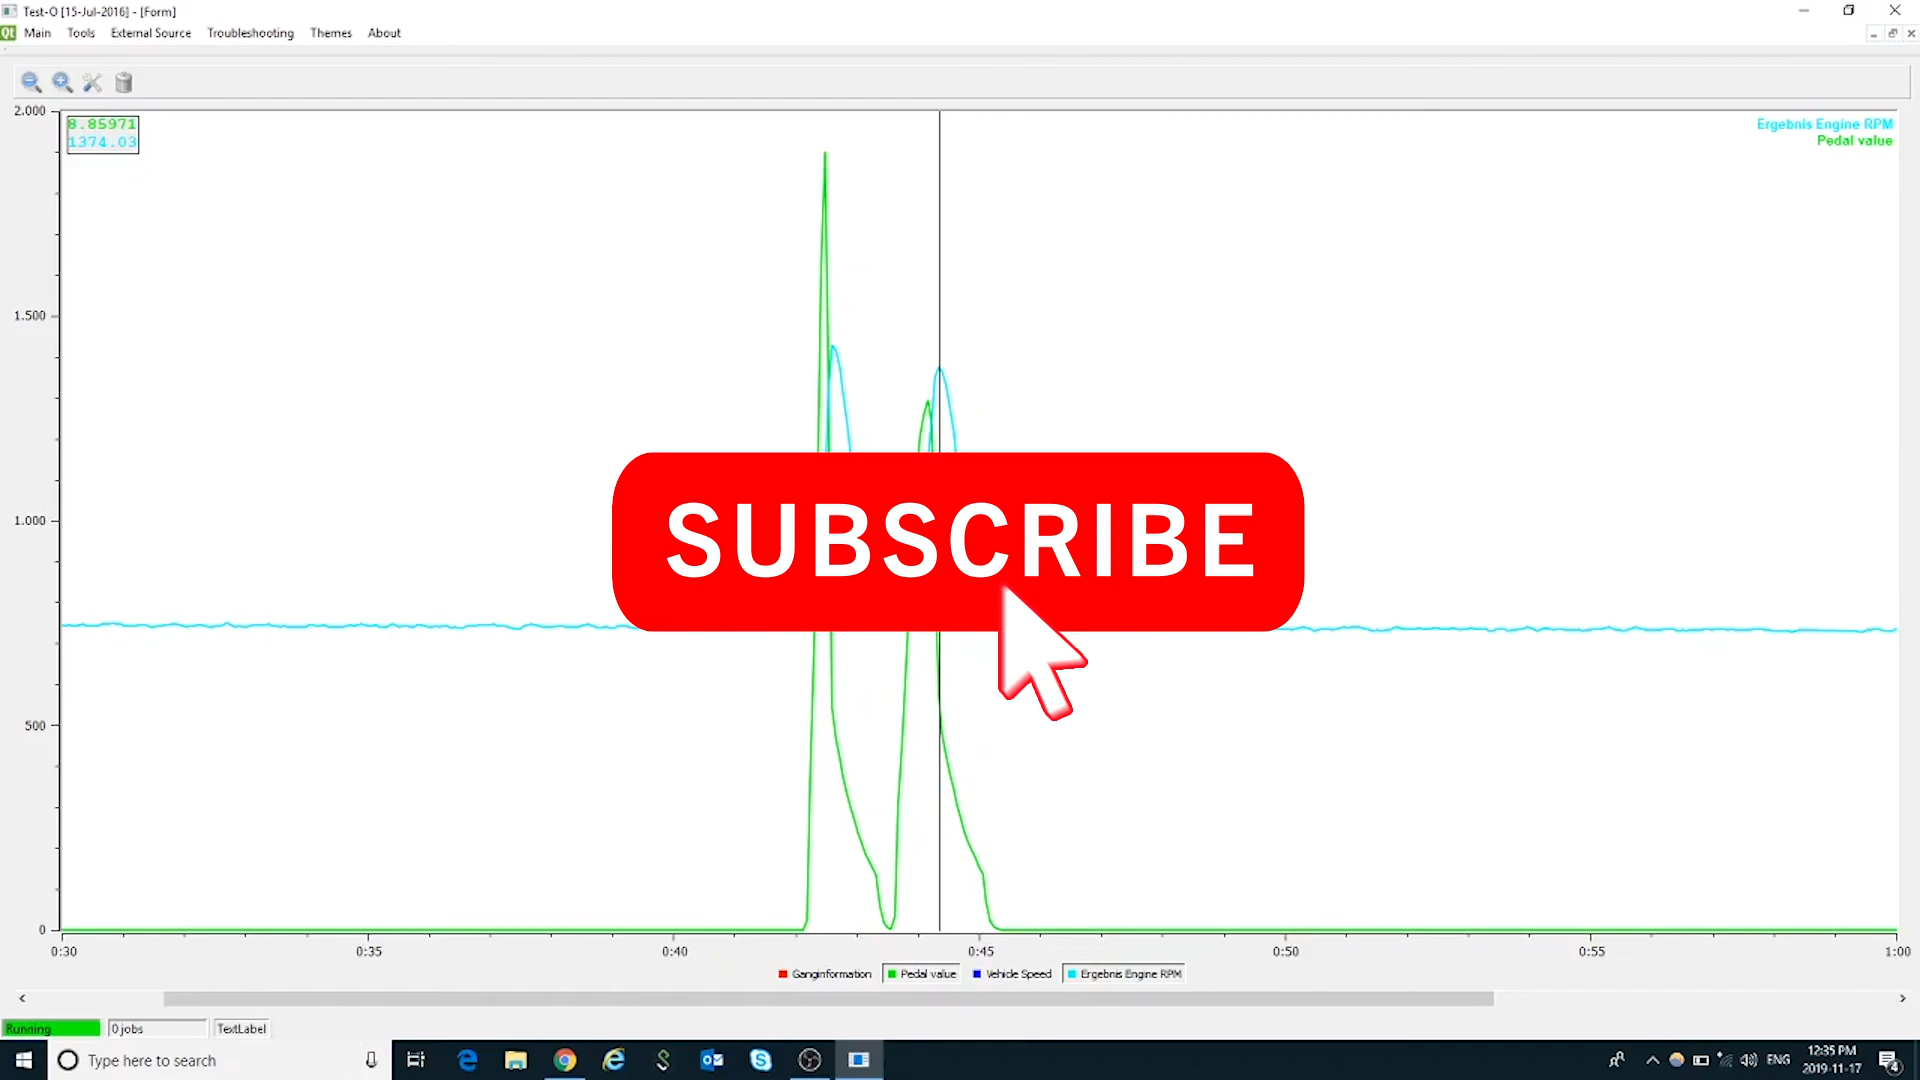 Test-O [15-Jul-2016] - [Form]
Qt Main Tools External Source Troubleshooting Themes About
2.000
8.85971
1374.03
Ergebnis Engine RPM
Pedal value
1.500
SUBSCRIBE
1.000
500
0
0:30 0:35 0:40 0:45 0:50 0:55 1:00
Ganginformation Pedal value Vehicle Speed Ergebnis Engine RPM
Running 0 jobs TextLabel
Type here to search
ENG
12:35 PM
2019-11-17
4